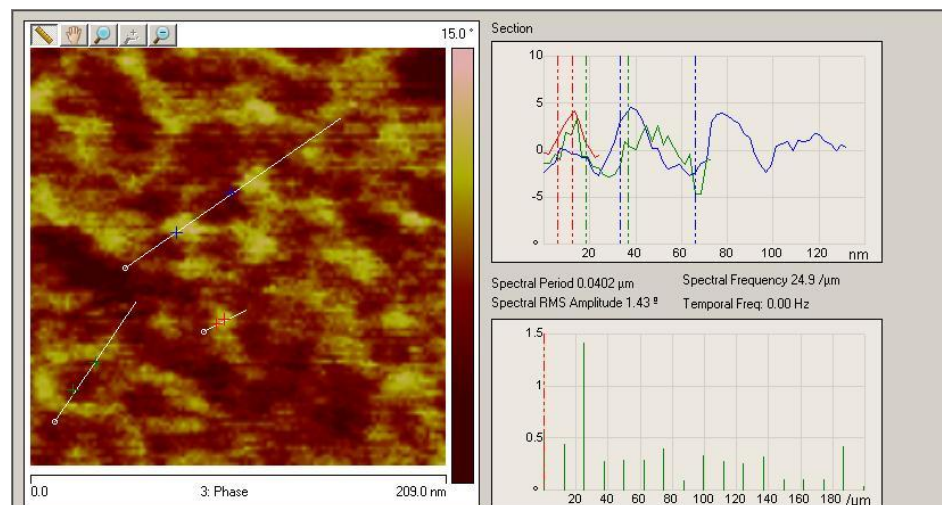 15.0 °
0.0 3: Phase 209.0 nm
Section
10
5
0
-5
20 40 60 80 100 120 nm
Spectral Period 0.0402 µm Spectral Frequency 24.9 /µm
Spectral RMS Amplitude 1.43 º Temporal Freq: 0.00 Hz
1.5
1
0.5
20 40 60 80 100 120 140 160 180 /µm